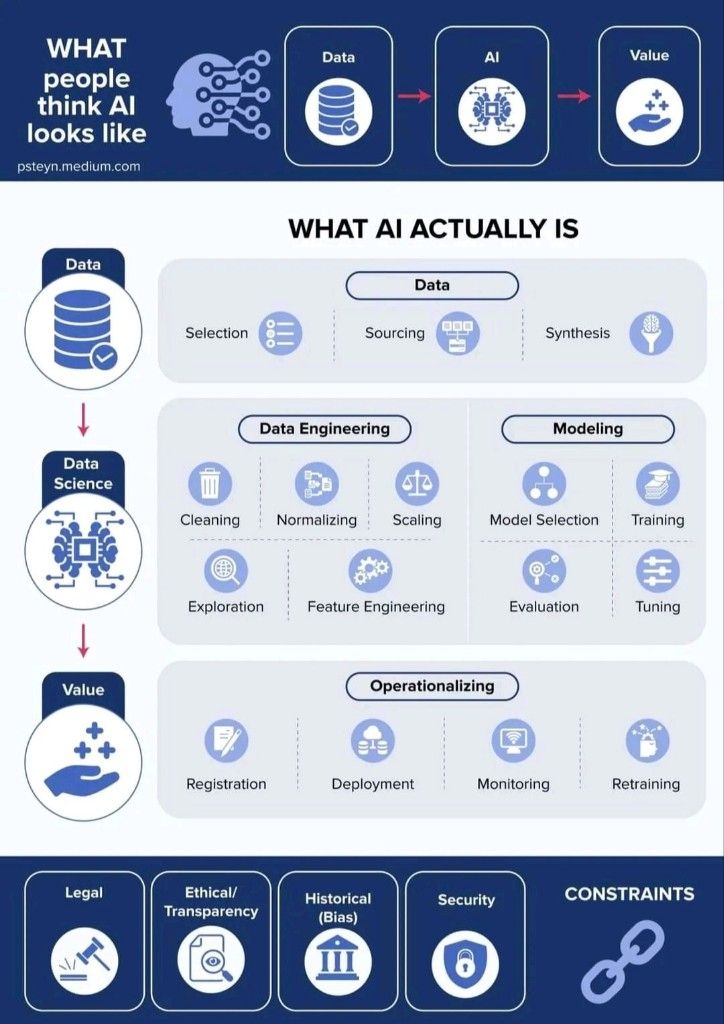 WHAT
people
think AI
looks like
psteyn.medium.com
Data
AI
Value
WHAT AI ACTUALLY IS
Data
Data
Selection
Sourcing
Synthesis
Data
Science
Data Engineering
Cleaning
Normalizing
Scaling
Exploration
Feature Engineering
Modeling
Model Selection
Training
Evaluation
Tuning
Value
Operationalizing
Registration
Deployment
Monitoring
Retraining
Legal
Ethical/
Transparency
Historical
(Bias)
Security
CONSTRAINTS